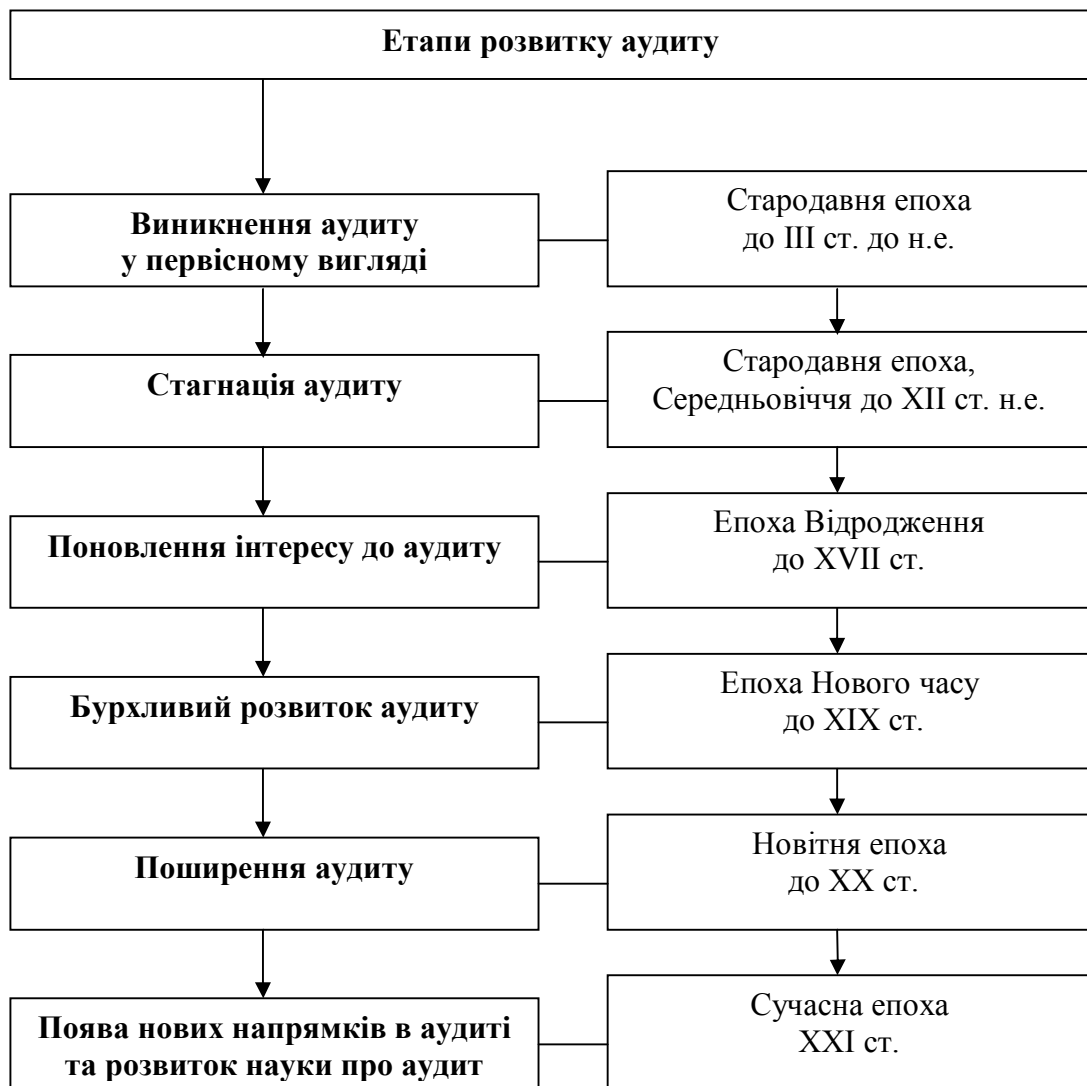 Етапи розвитку аудиту
Виникнення аудиту
у первісному вигляді
Стародавня епоха
до III ст. до н.е.
Стагнація аудиту
Стародавня епоха,
Середньовіччя до XII ст. н.е.
Поновлення інтересу до аудиту
Епоха Відродження
до XVII ст.
Бурхливий розвиток аудиту
Епоха Нового часу
до XIX ст.
Поширення аудиту
Новітня епоха
до XX ст.
Поява нових напрямків в аудиті
та розвиток науки про аудит
Сучасна епоха
XXI ст.